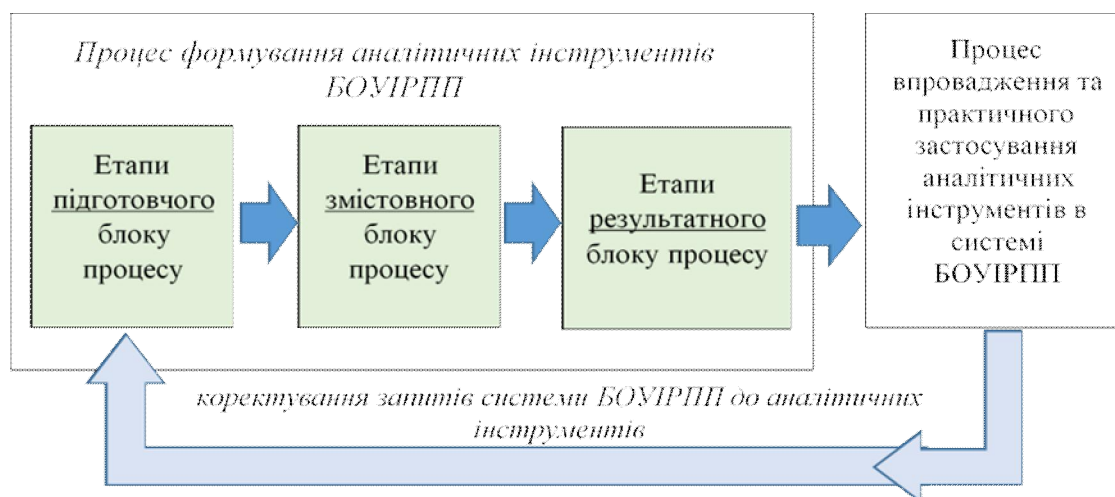 Процес формування аналітичних інструментів
БОУІРПП
Етапи
підготовчого
блоку
процесу
Етапи
змістовного
блоку
процесу
Етапи
результатного
блоку процесу
Процес
впровадження та
практичного
застосування
аналітичних
інструментів в
системі
БОУІРПП
коректування запитів системи БОУІРПП до аналітичних
інструментів